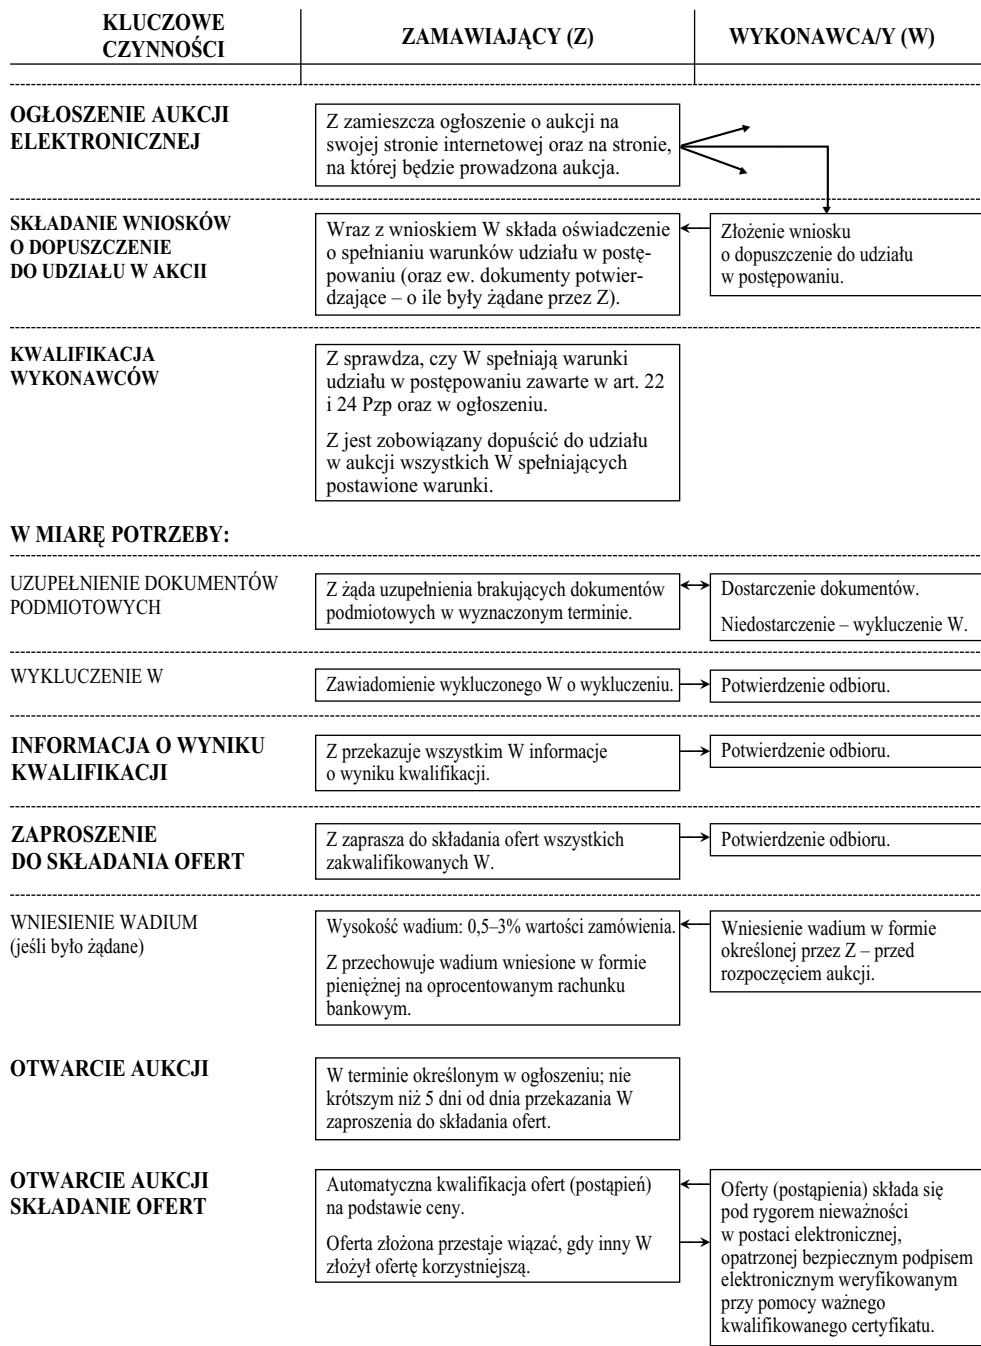 KLUCZOWE
CZYNNOŚCI
ZAMAWIAJĄCY (Z)
WYKONAWCA/Y (W)
OGŁOSZENIE AUKCJI
ELEKTRONICZNEJ
Z zamieszcza ogłoszenie o aukcji na
swojej stronie internetowej oraz na stronie,
na której będzie prowadzona aukcja.
SKŁADANIE WNIOSKÓW
O DOPUSZCZENIE
DO UDZIAŁU W AKCII
Wraz z wnioskiem W składa oświadczenie
o spełnianiu warunków udziału w postę-
powaniu (oraz ew. dokumenty potwier-
dzające – o ile były żądane przez Z).
Złożenie wniosku
o dopuszczenie do udziału
w postępowaniu.
KWALIFIKACJA
WYKONAWCÓW
Z sprawdza, czy W spełniają warunki
udziału w postępowaniu zawarte w art. 22
i 24 Pzp oraz w ogłoszeniu.
Z jest zobowiązany dopuścić do udziału
w aukcji wszystkich W spełniających
postawione warunki.
W MIARĘ POTRZEBY:
UZUPEŁNIENIE DOKUMENTÓW
PODMIOTOWYCH
Z żąda uzupełnienia brakujących dokumentów
podmiotowych w wyznaczonym terminie.
Dostarczenie dokumentów.
Niedostarczenie – wykluczenie W.
WYKLUCZENIE W
Zawiadomienie wykluczonego W o wykluczeniu.
Potwierdzenie odbioru.
INFORMACJA O WYNIKU
KWALIFIKACJI
Z przekazuje wszystkim W informacje
o wyniku kwalifikacji.
Potwierdzenie odbioru.
ZAPROSZENIE
DO SKŁADANIA OFERT
Z zaprasza do składania ofert wszystkich
zakwalifikowanych W.
Potwierdzenie odbioru.
WNIESIENIE WADIUM
(jeśli było żądane)
Wysokość wadium: 0,5–3% wartości zamówienia.
Z przechowuje wadium wniesione w formie
pieniężnej na oprocentowanym rachunku
bankowym.
Wniesienie wadium w formie
określonej przez Z – przed
rozpoczęciem aukcji.
OTWARCIE AUKCJI
W terminie określonym w ogłoszeniu; nie
krótszym niż 5 dni od dnia przekazania W
zaproszenia do składania ofert.
OTWARCIE AUKCJI
SKŁADANIE OFERT
Automatyczna kwalifikacja ofert (postąpień)
na podstawie ceny.
Oferta złożona przestaje wiązać, gdy inny W
złożył ofertę korzystniejszą.
Oferty (postąpienia) składa się
pod rygorem nieważności
w postaci elektronicznej,
opatrzonej bezpiecznym podpisem
elektronicznym weryfikowanym
przy pomocy ważnego
kwalifikowanego certyfikatu.